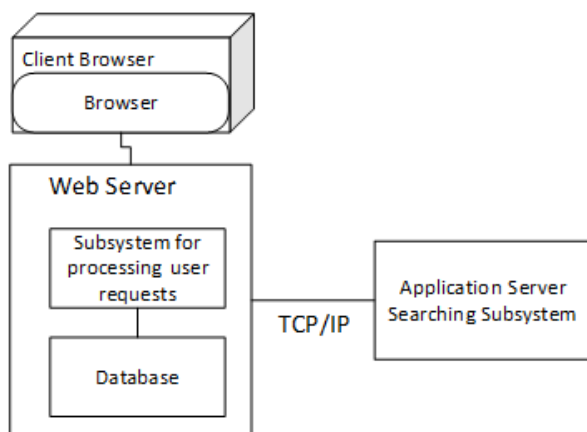 Client Browser
Browser
Web Server
Subsystem for
processing user
requests
Database
TCP/IP
Application Server
Searching Subsystem